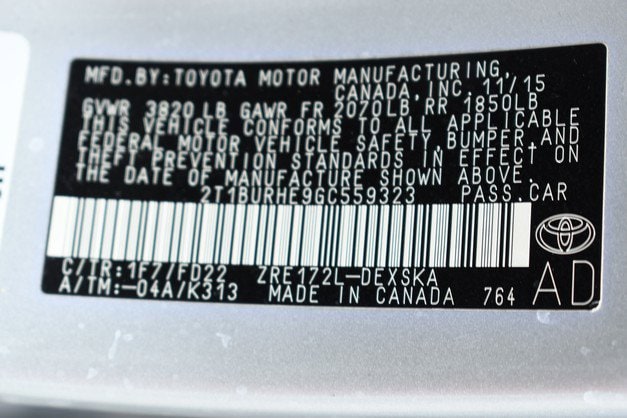 MFD.BY:TOYOTA MOTOR MANUFACTURING,
CANADA,INC. 11/15
GVWR 3820 LB GAWR FR 2070LB,RR 1850LB
THIS VEHICLE CONFORMS TO ALL APPLICABLE
FEDERAL MOTOR VEHICLE SAFETY,BUMPER,AND
THEFT PREVENTION STANDARDS IN EFFECT ON
THE DATE OF MANUFACTURE SHOWN ABOVE.
2T1BURHE9GC559323 PASS.CAR
C/TR:1F7/FD22 ZRE172L-DEXSKA
A/TM:-04A/K313 MADE IN CANADA 764 AD